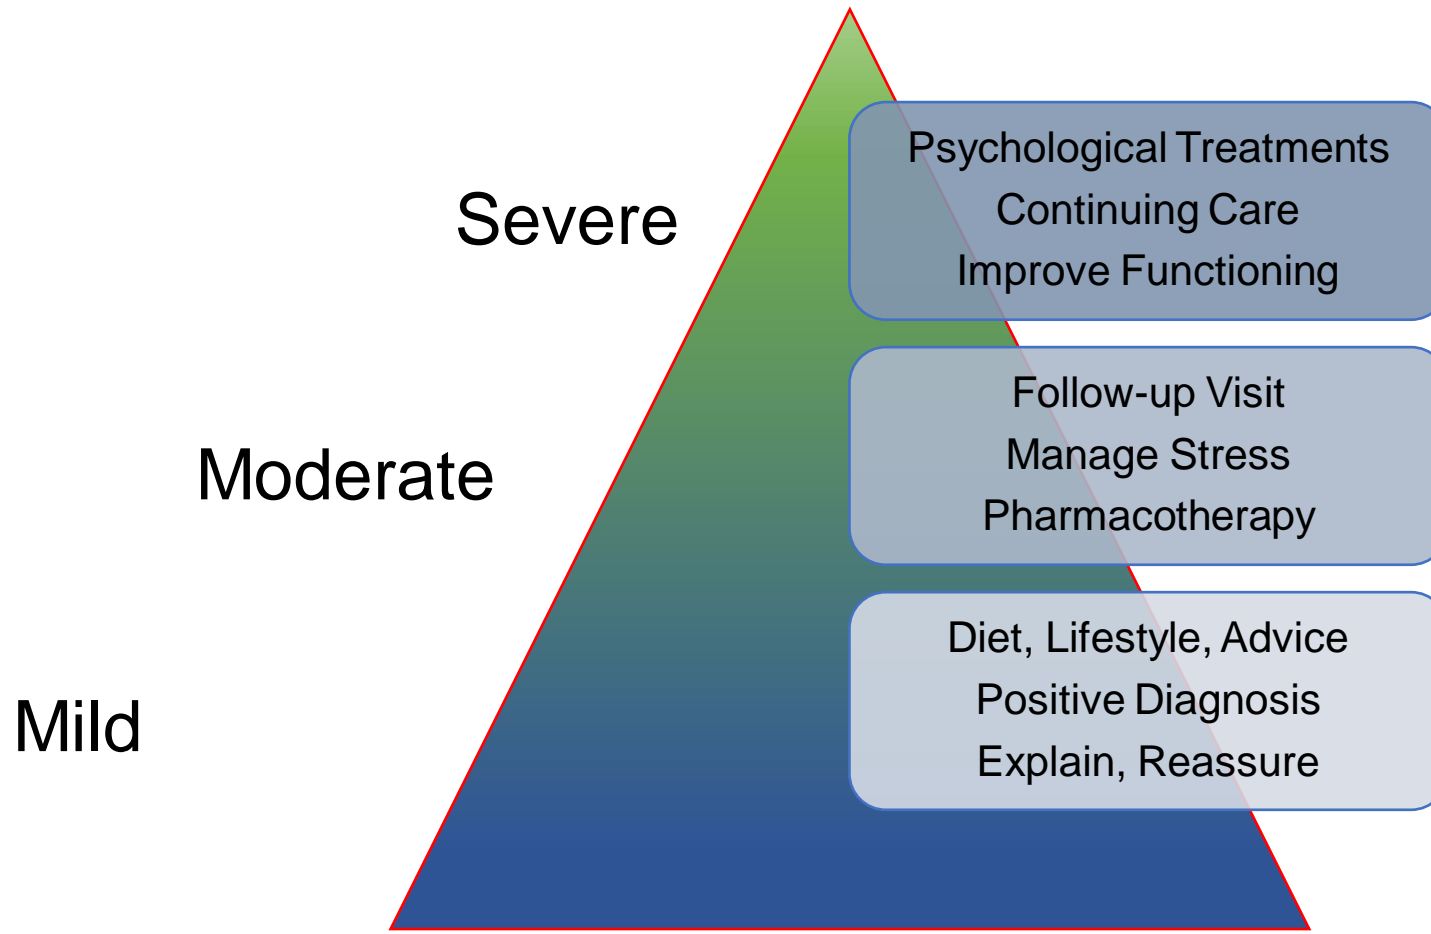 Severe
Psychological Treatments
Continuing Care
Improve Functioning
Moderate
Follow-up Visit
Manage Stress
Pharmacotherapy
Mild
Diet, Lifestyle, Advice
Positive Diagnosis
Explain, Reassure